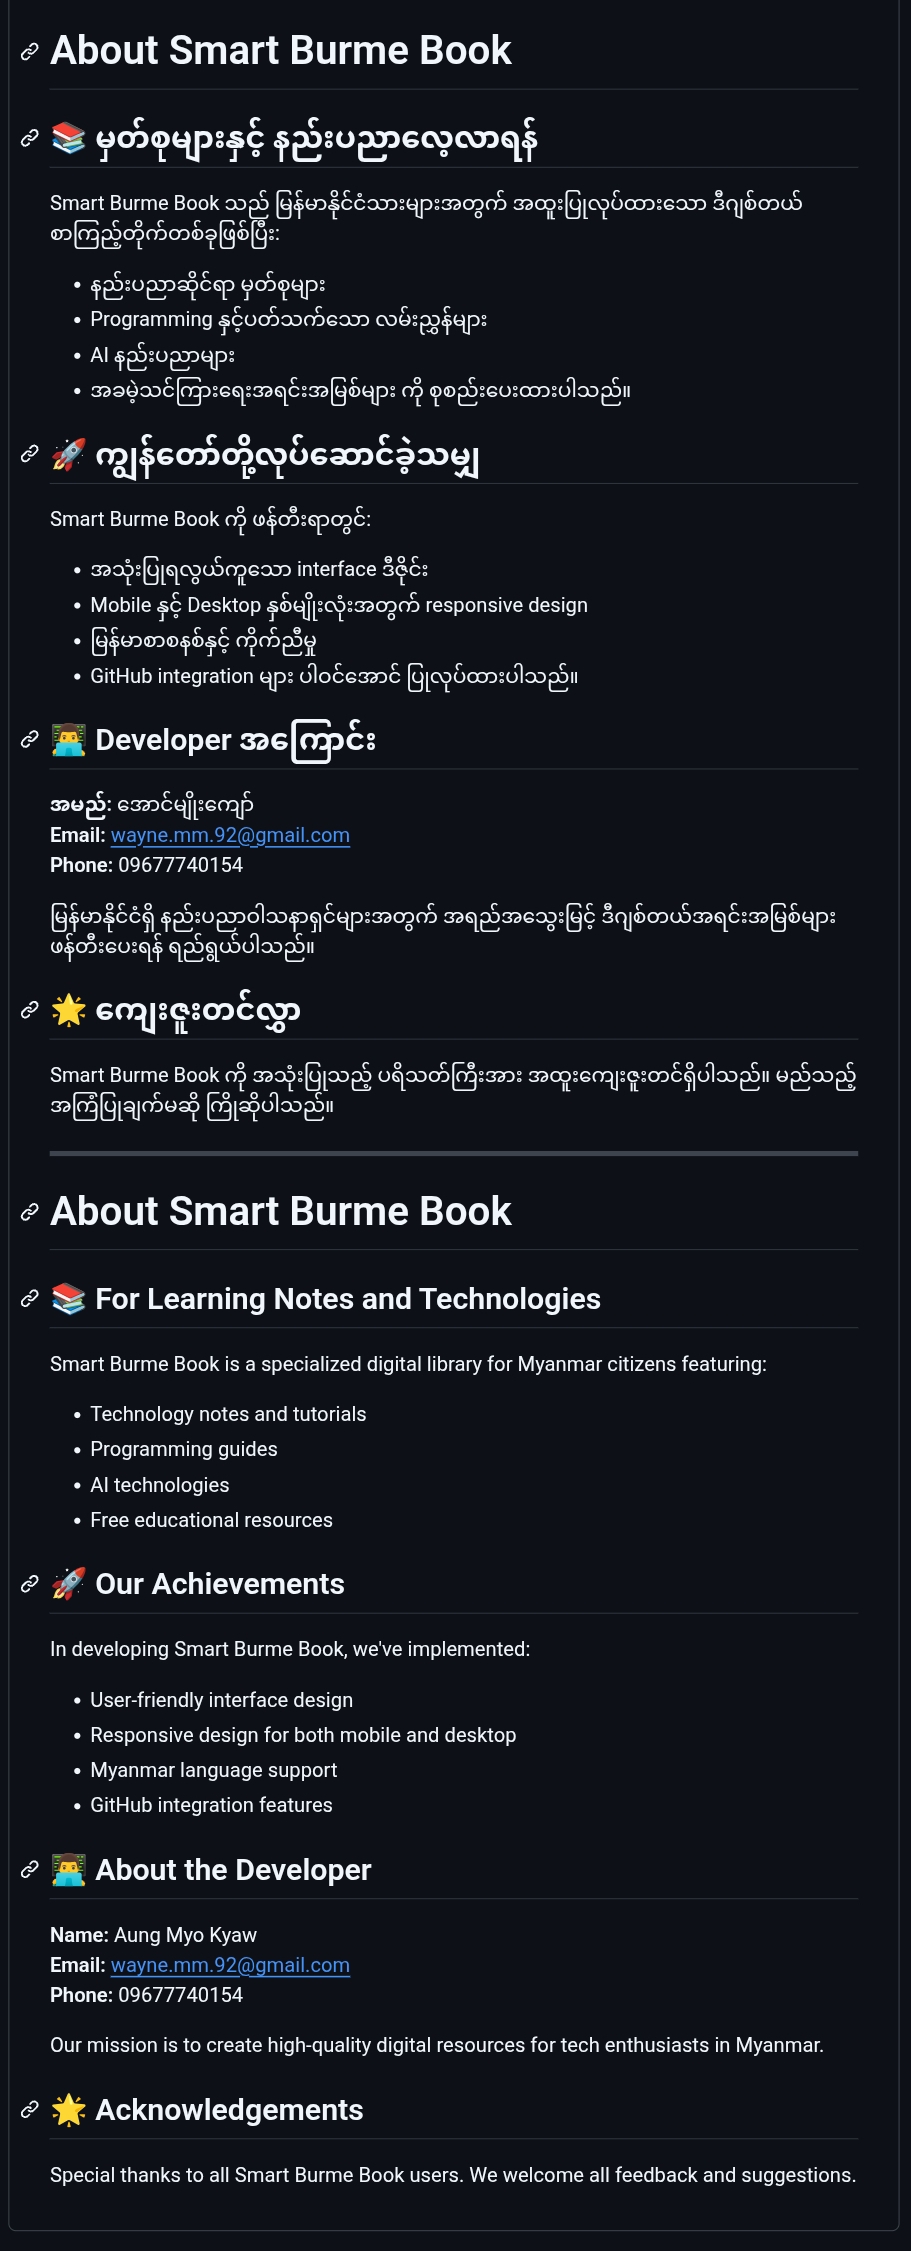 About Smart Burme Book
📚 မှတ်စုများနှင့် နည်းပညာလေ့လာရန်
Smart Burme Book သည် မြန်မာနိုင်ငံသားများအတွက် အထူးပြုလုပ်ထားသော ဒီဂျစ်တယ်
စာကြည့်တိုက်တစ်ခုဖြစ်ပြီး:
• နည်းပညာဆိုင်ရာ မှတ်စုများ
• Programming နှင့်ပတ်သက်သော လမ်းညွှန်များ
• AI နည်းပညာများ
• အခမဲ့သင်ကြားရေးအရင်းအမြစ်များ ကို စုစည်းပေးထားပါသည်။
🚀 ကျွန်တော်တို့လုပ်ဆောင်ခဲ့သမျှ
Smart Burme Book ကို ဖန်တီးရာတွင်:
• အသုံးပြုရလွယ်ကူသော interface ဒီဇိုင်း
• Mobile နှင့် Desktop နှစ်မျိုးလုံးအတွက် responsive design
• မြန်မာစာစနစ်နှင့် ကိုက်ညီမှု
• GitHub integration များ ပါဝင်အောင် ပြုလုပ်ထားပါသည်။
👨‍💻 Developer အကြောင်း
အမည်: အောင်မျိုးကျော်
Email: wayne.mm.92@gmail.com
Phone: 09677740154
မြန်မာနိုင်ငံရှိ နည်းပညာဝါသနာရှင်များအတွက် အရည်အသွေးမြင့် ဒီဂျစ်တယ်အရင်းအမြစ်များ
ဖန်တီးပေးရန် ရည်ရွယ်ပါသည်။
🌟 ကျေးဇူးတင်လွှာ
Smart Burme Book ကို အသုံးပြုသည့် ပရိသတ်ကြီးအား အထူးကျေးဇူးတင်ရှိပါသည်။ မည်သည့်
အကြံပြုချက်မဆို ကြိုဆိုပါသည်။
About Smart Burme Book
📚 For Learning Notes and Technologies
Smart Burme Book is a specialized digital library for Myanmar citizens featuring:
• Technology notes and tutorials
• Programming guides
• AI technologies
• Free educational resources
🚀 Our Achievements
In developing Smart Burme Book, we've implemented:
• User-friendly interface design
• Responsive design for both mobile and desktop
• Myanmar language support
• GitHub integration features
👨‍💻 About the Developer
Name: Aung Myo Kyaw
Email: wayne.mm.92@gmail.com
Phone: 09677740154
Our mission is to create high-quality digital resources for tech enthusiasts in Myanmar.
🌟 Acknowledgements
Special thanks to all Smart Burme Book users. We welcome all feedback and suggestions.